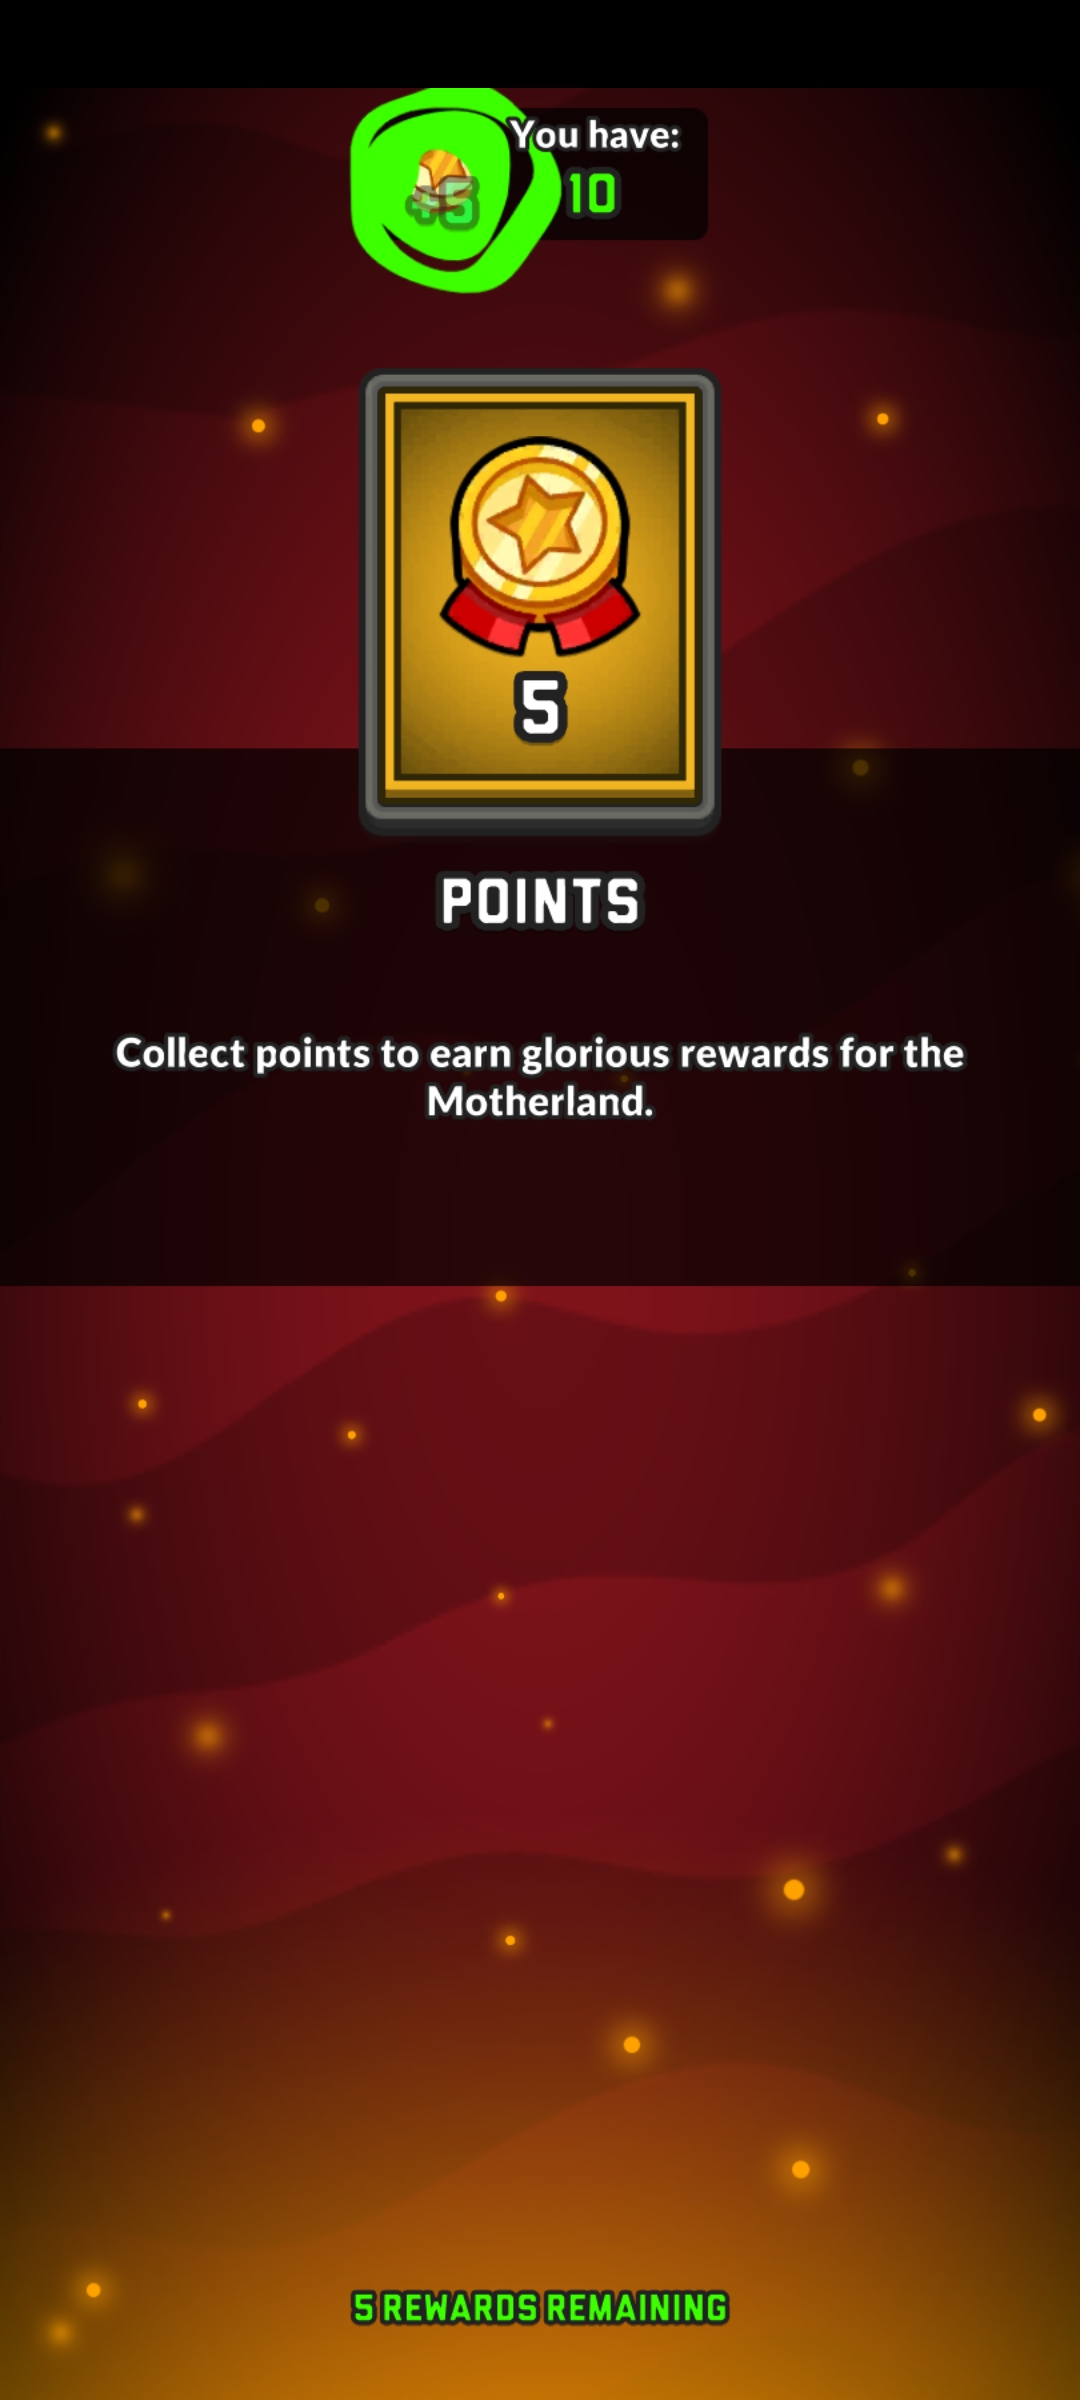 You have:
+5
10
5
POINTS
Collect points to earn glorious rewards for the
Motherland.
5 REWARDS REMAINING